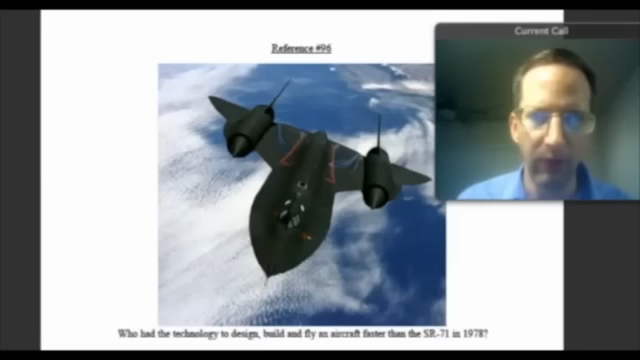 Current Call
Reference #96
Who had the technology to design, build and fly an aircraft faster than the SR-71 in 1978?